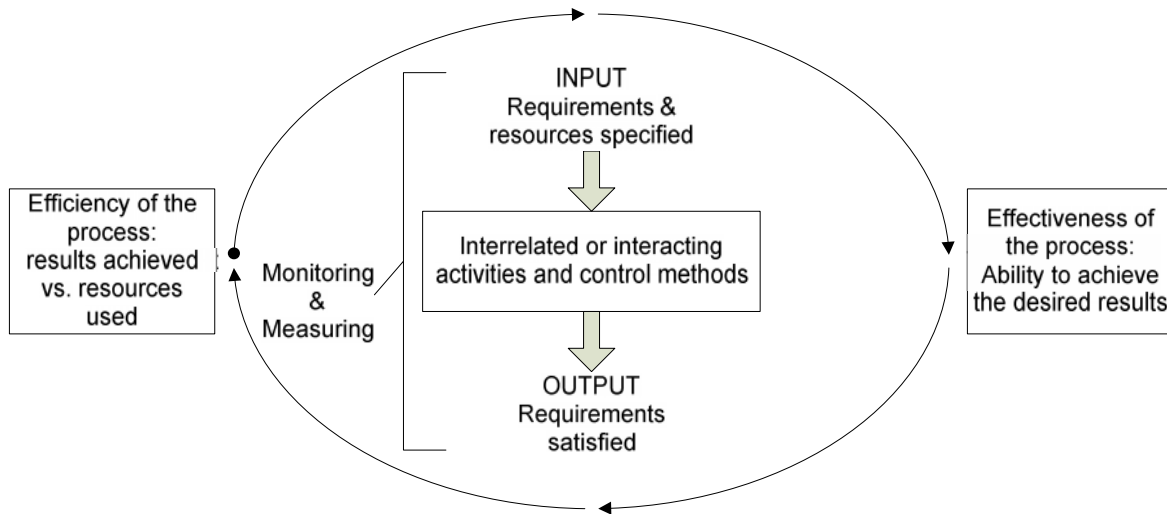 INPUT
Requirements &
resources specified
Efficiency of the
process:
results achieved
vs. resources
used
Monitoring
&
Measuring
Interrelated or interacting
activities and control methods
Effectiveness of
the process:
Ability to achieve
the desired results
OUTPUT
Requirements
satisfied